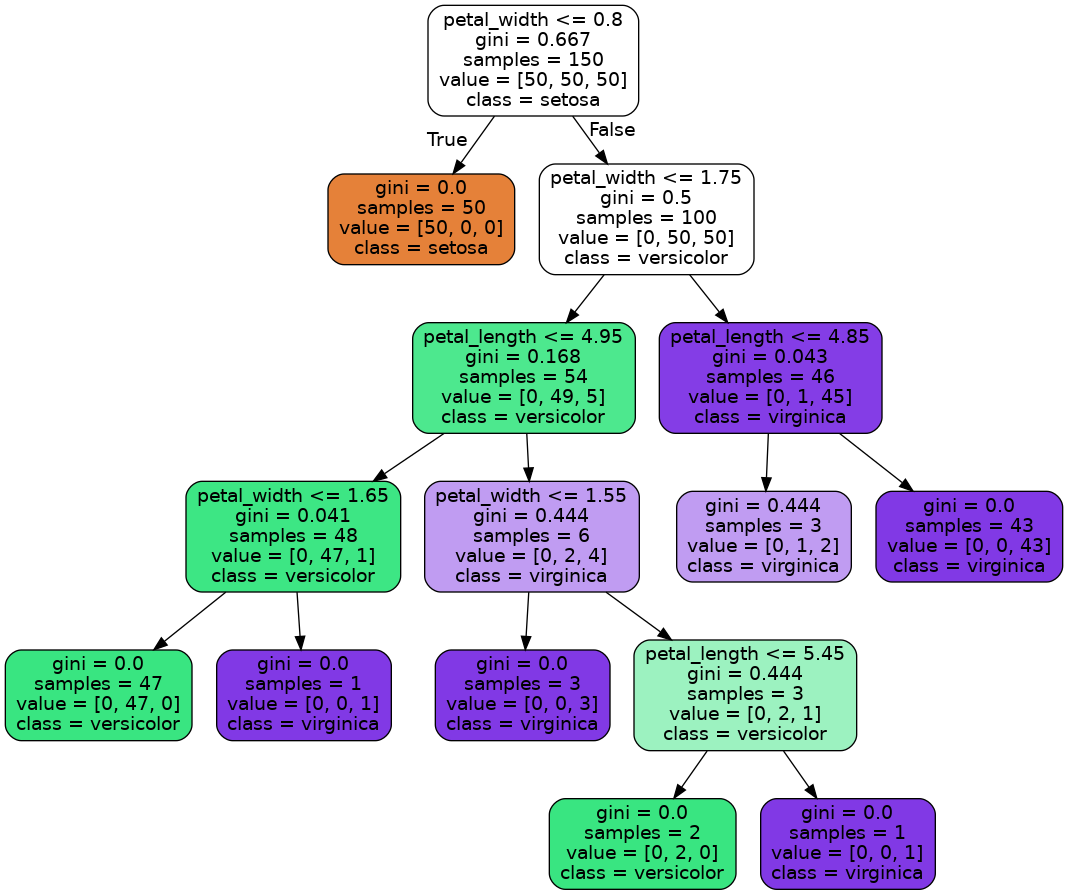 petal_width <= 0.8
gini = 0.667
samples = 150
value = [50, 50, 50]
class = setosa
True
False
gini = 0.0
samples = 50
value = [50, 0, 0]
class = setosa
petal_width <= 1.75
gini = 0.5
samples = 100
value = [0, 50, 50]
class = versicolor
petal_length <= 4.95
gini = 0.168
samples = 54
value = [0, 49, 5]
class = versicolor
petal_length <= 4.85
gini = 0.043
samples = 46
value = [0, 1, 45]
class = virginica
petal_width <= 1.65
gini = 0.041
samples = 48
value = [0, 47, 1]
class = versicolor
petal_width <= 1.55
gini = 0.444
samples = 6
value = [0, 2, 4]
class = virginica
gini = 0.444
samples = 3
value = [0, 1, 2]
class = virginica
gini = 0.0
samples = 43
value = [0, 0, 43]
class = virginica
gini = 0.0
samples = 47
value = [0, 47, 0]
class = versicolor
gini = 0.0
samples = 1
value = [0, 0, 1]
class = virginica
gini = 0.0
samples = 3
value = [0, 0, 3]
class = virginica
petal_length <= 5.45
gini = 0.444
samples = 3
value = [0, 2, 1]
class = versicolor
gini = 0.0
samples = 2
value = [0, 2, 0]
class = versicolor
gini = 0.0
samples = 1
value = [0, 0, 1]
class = virginica